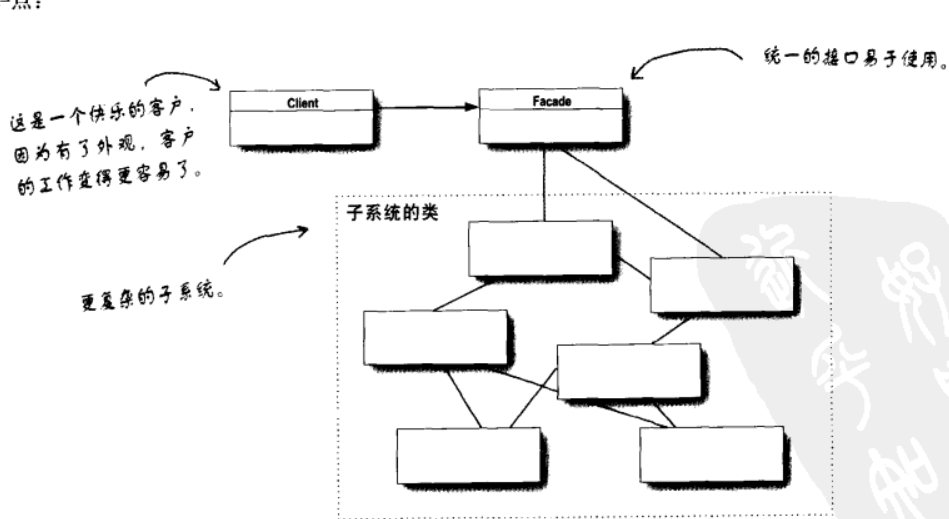 一点：
统一的接口易于使用。
Client
Facade
这是一个快乐的客户，
因为有了外观，客户
的工作变得更容易了。
子系统的类
更复杂的子系统。